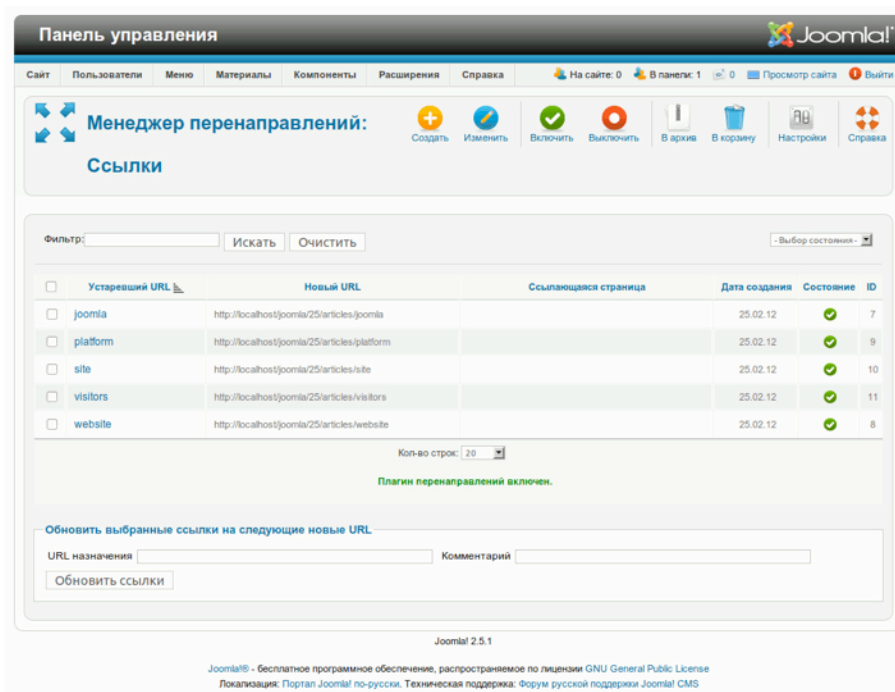 Панель управления
Joomla!
Сайт Пользователи Меню Материалы Компоненты Расширения Справка На сайте: 0 В панели: 1 0 Просмотр сайта Выйти
Менеджер перенаправлений:
Ссылки
Создать Изменить Включить Выключить В архив В корзину Настройки Справка
Фильтр: Искать Очистить - Выбор состояния -
Устаревший URL Новый URL Ссылающаяся страница Дата создания Состояние ID
joomla http://localhost/joomla/25/articles/joomla 25.02.12 7
platform http://localhost/joomla/25/articles/platform 25.02.12 9
site http://localhost/joomla/25/articles/site 25.02.12 10
visitors http://localhost/joomla/25/articles/visitors 25.02.12 11
website http://localhost/joomla/25/articles/website 25.02.12 8
Кол-во строк: 20
Плагин перенаправлений включен.
Обновить выбранные ссылки на следующие новые URL
URL назначения Комментарий
Обновить ссылки
Joomla! 2.5.1
Joomla!® - бесплатное программное обеспечение, распространяемое по лицензии GNU General Public License
Локализация: Портал Joomla! по-русски. Техническая поддержка: Форум русской поддержки Joomla! CMS